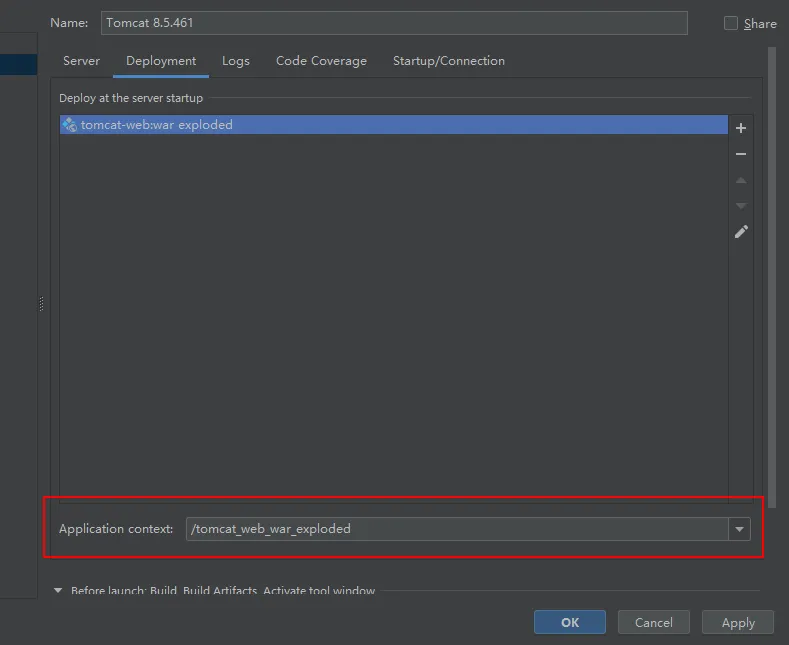 Name: Tomcat 8.5.461 Share
Server Deployment Logs Code Coverage Startup/Connection
Deploy at the server startup
tomcat-web:war exploded
Application context: /tomcat_web_war_exploded
Before launch: Build, Build Artifacts, Activate tool window
OK Cancel Apply